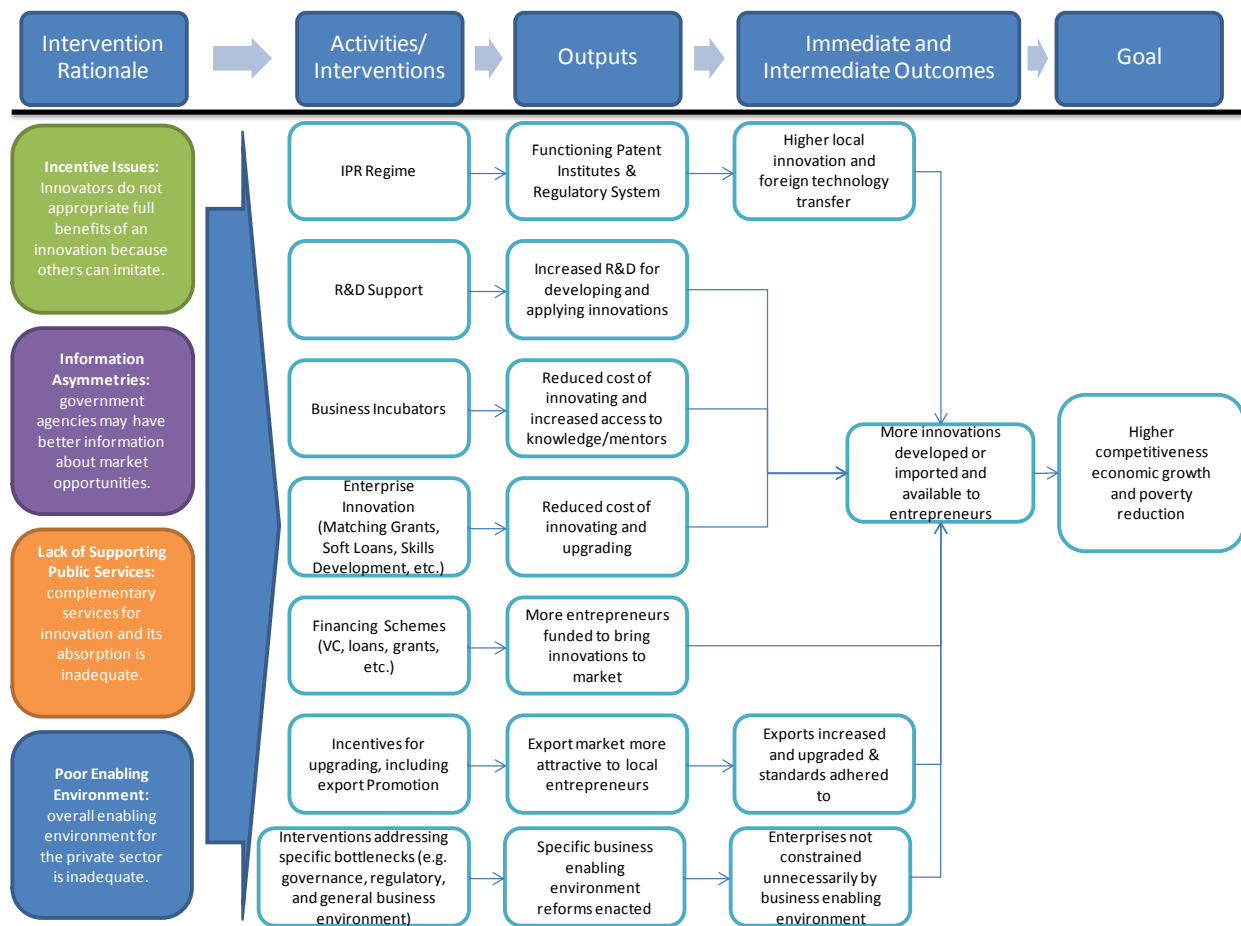 Intervention
Rationale
Activities/
Interventions
Outputs
Immediate and
Intermediate Outcomes
Goal
Incentive Issues:
Innovators do not
appropriate full
benefits of an
innovation because
others can imitate.
Information
Asymmetries:
government
agencies may have
better information
about market
opportunities.
Lack of Supporting
Public Services:
complementary
services for
innovation and its
absorption is
inadequate.
Poor Enabling
Environment:
overall enabling
environment for
the private sector
is inadequate.
IPR Regime
Functioning Patent
Institutes &
Regulatory System
Higher local
innovation and
foreign technology
transfer
R&D Support
Increased R&D for
developing and
applying innovations
Business Incubators
Reduced cost of
innovating and
increased access to
knowledge/mentors
Enterprise
Innovation
(Matching Grants,
Soft Loans, Skills
Development, etc.)
Reduced cost of
innovating and
upgrading
Financing Schemes
(VC, loans, grants,
etc.)
More entrepreneurs
funded to bring
innovations to
market
Incentives for
upgrading, including
export Promotion
Export market more
attractive to local
entrepreneurs
Exports increased
and upgraded &
standards adhered
to
Interventions addressing
specific bottlenecks (e.g.
governance, regulatory,
and general business
environment)
Specific business
enabling
environment
reforms enacted
Enterprises not
constrained
unnecessarily by
business enabling
environment
More innovations
developed or
imported and
available to
entrepreneurs
Higher
competitiveness
economic growth
and poverty
reduction